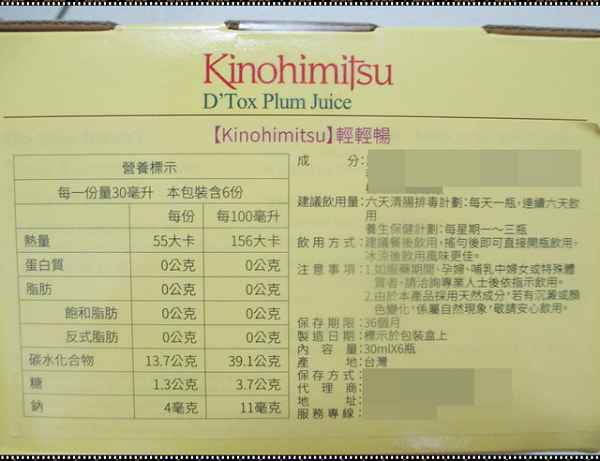 Kinohimitsu
D'Tox Plum Juice
【Kinohimitsu】輕輕暢
營養標示
每一份量30毫升 本包裝含6份
每份 每100毫升
熱量 55大卡 156大卡
蛋白質 0公克 0公克
脂肪 0公克 0公克
飽和脂肪 0公克 0公克
反式脂肪 0公克 0公克
碳水化合物 13.7公克 39.1公克
糖 1.3公克 3.7公克
鈉 4毫克 11毫克
成分:
建議飲用量:六天清腸排毒計劃:每天一瓶,連續六天飲
用
養生保健計劃:每星期一～三瓶
飲用方式:建議餐後飲用,搖勻後即可直接開瓶飲用,
冰涼後飲用風味更佳。
注意事項:1.如服藥期間、孕婦、哺乳中婦女或特殊體
質者,請洽詢專業人士後依指示飲用。
2.由於本產品採用天然成分,若有沉澱或顏
色變化,係屬自然現象,敬請安心飲用。
保存期限:36個月
製造日期:標示於包裝盒上
內容量:30mlX6瓶
產地:台灣
保存方式:
代理商:
地址:
服務專線: